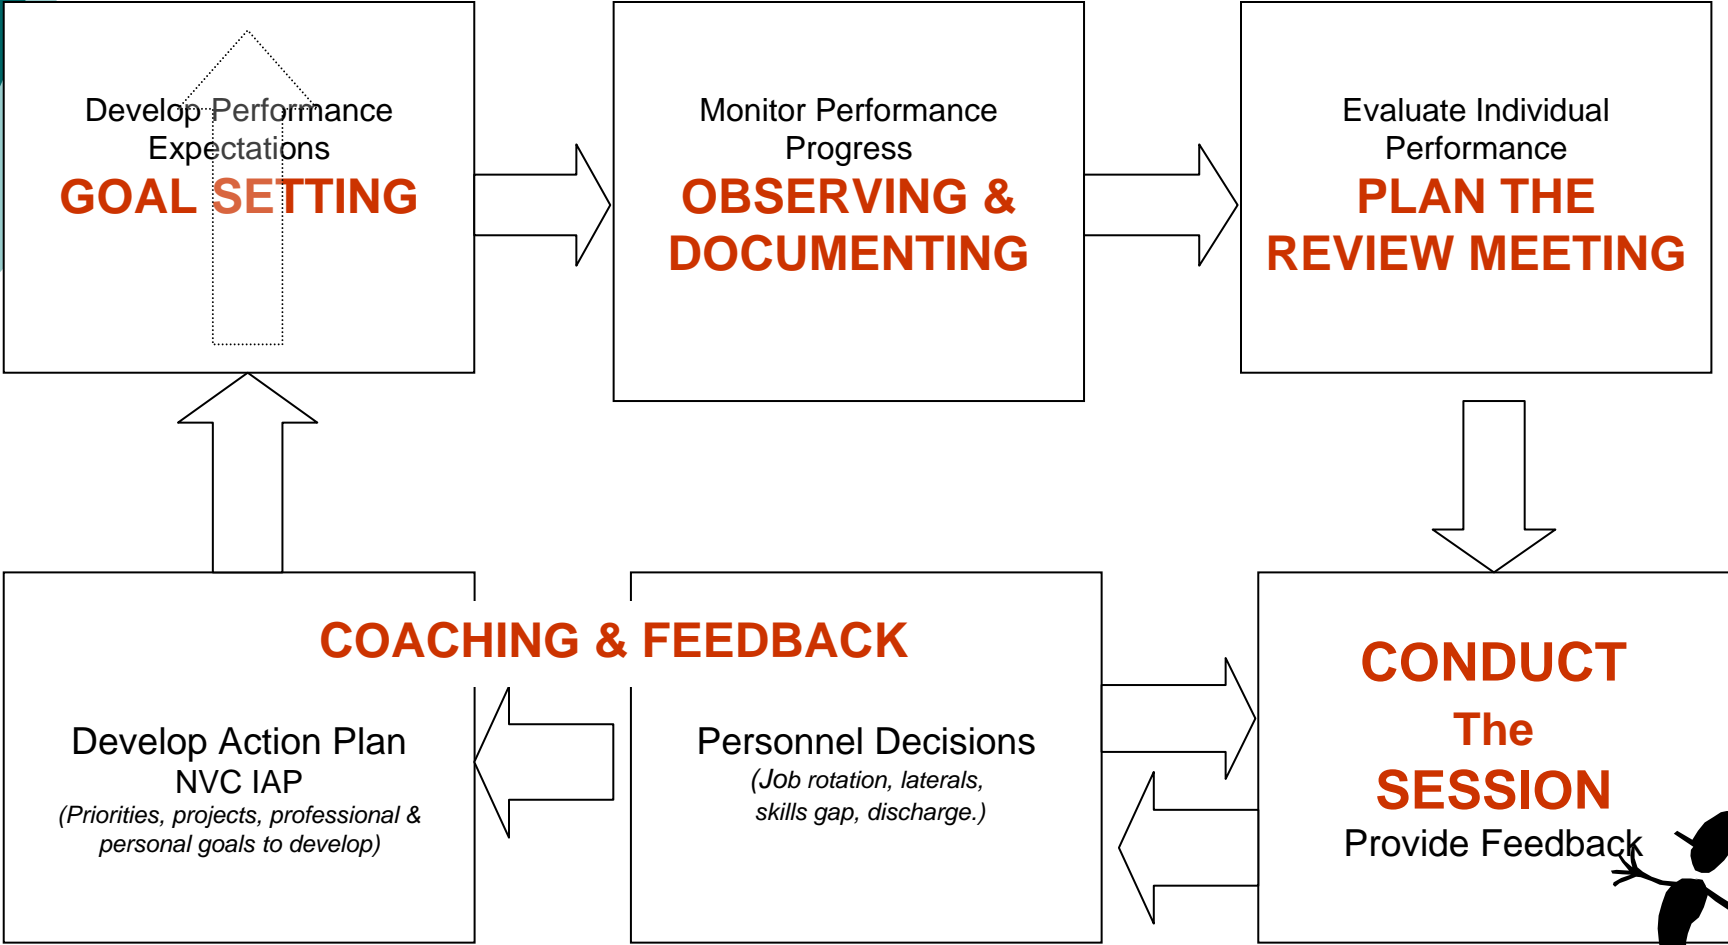 Develop Performance
Expectations
GOAL SETTING
Monitor Performance
Progress
OBSERVING &
DOCUMENTING
Evaluate Individual
Performance
PLAN THE
REVIEW MEETING
COACHING & FEEDBACK
Develop Action Plan
NVC IAP
(Priorities, projects, professional &
personal goals to develop)
Personnel Decisions
(Job rotation, laterals,
skills gap, discharge.)
CONDUCT
The
SESSION
Provide Feedback